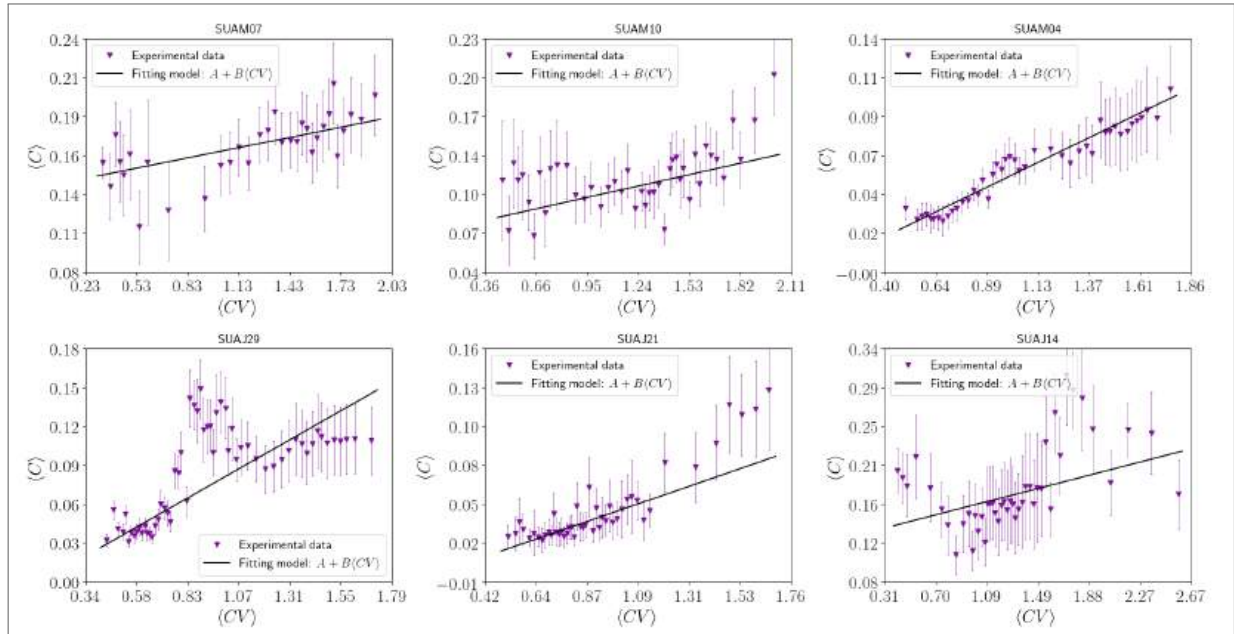 SUAM07
0.24
0.21
0.19
0.16
0.14
0.11
0.08
⟨C⟩
Experimental data
Fitting model: A + B⟨CV⟩
0.23 0.53 0.83 1.13 1.43 1.73 2.03
⟨CV⟩
SUAM10
0.23
0.20
0.17
0.14
0.10
0.07
0.04
⟨C⟩
Experimental data
Fitting model: A + B⟨CV⟩
0.36 0.66 0.95 1.24 1.53 1.82 2.11
⟨CV⟩
SUAM04
0.14
0.11
0.09
0.07
0.04
0.02
−0.00
⟨C⟩
Experimental data
Fitting model: A + B⟨CV⟩
0.40 0.64 0.89 1.13 1.37 1.61 1.86
⟨CV⟩
SUAJ29
0.18
0.15
0.12
0.09
0.06
0.03
0.00
⟨C⟩
Experimental data
Fitting model: A + B⟨CV⟩
0.34 0.58 0.83 1.07 1.31 1.55 1.79
⟨CV⟩
SUAJ21
0.16
0.13
0.10
0.08
0.05
0.02
−0.01
⟨C⟩
Experimental data
Fitting model: A + B⟨CV⟩
0.42 0.64 0.87 1.09 1.31 1.53 1.76
⟨CV⟩
SUAJ14
0.34
0.29
0.25
0.21
0.16
0.12
0.08
⟨C⟩
Experimental data
Fitting model: A + B⟨CV⟩
0.31 0.70 1.09 1.49 1.88 2.27 2.67
⟨CV⟩